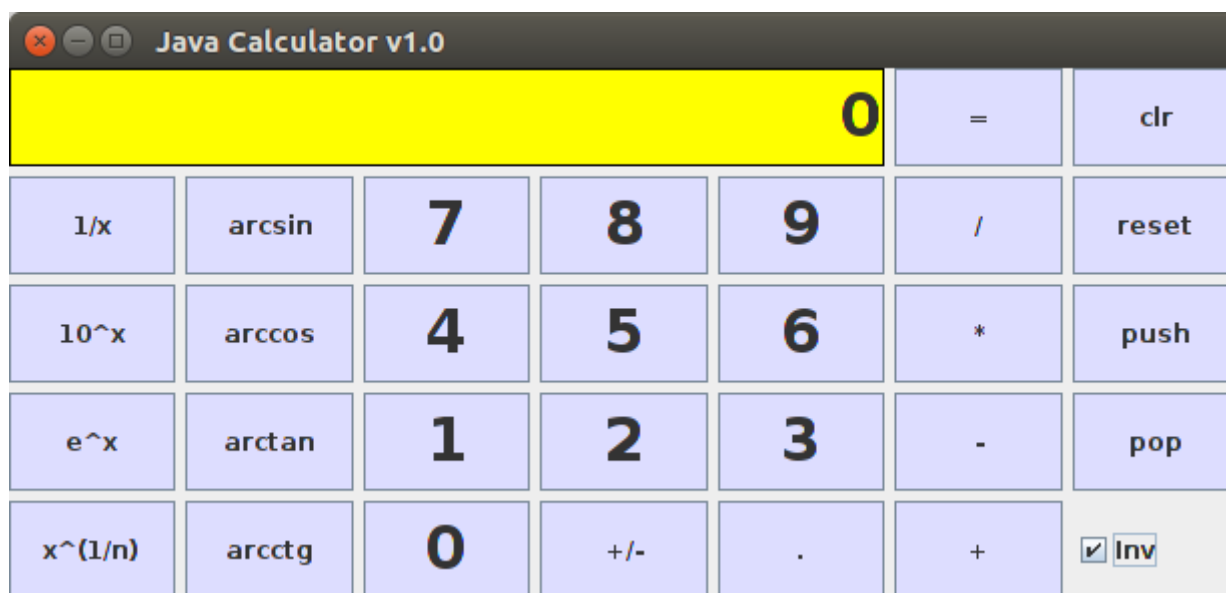 Java Calculator v1.0
0 = clr
1/x arcsin 7 8 9 / reset
10^x arccos 4 5 6 * push
e^x arctan 1 2 3 - pop
x^(1/n) arcctg 0 +/- . + Inv